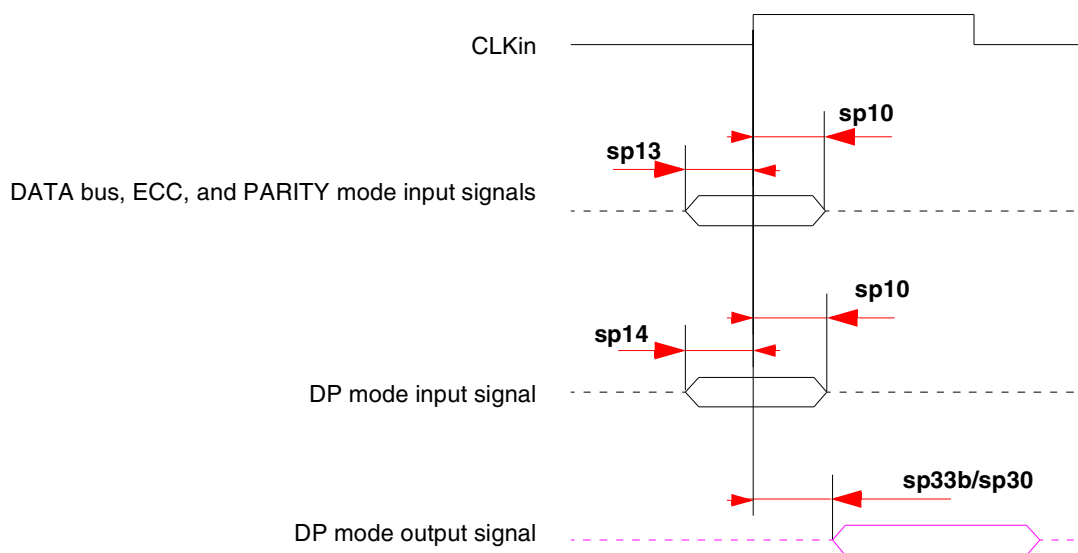 CLKin
sp10
sp13
DATA bus, ECC, and PARITY mode input signals
sp10
sp14
DP mode input signal
sp33b/sp30
DP mode output signal